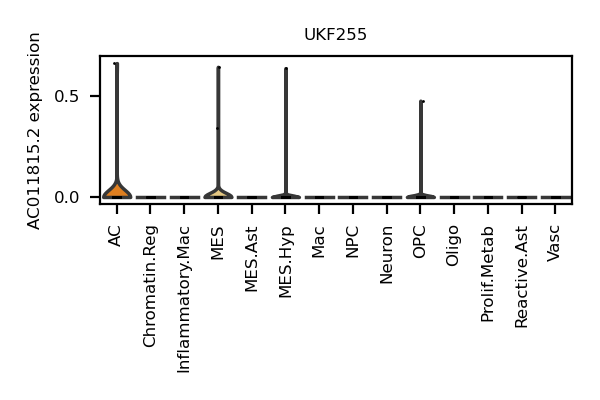 UKF255
AC011815.2 expression
0.5
0.0
AC
Chromatin.Reg
Inflammatory.Mac
MES
MES.Ast
MES.Hyp
Mac
NPC
Neuron
OPC
Oligo
Prolif.Metab
Reactive.Ast
Vasc